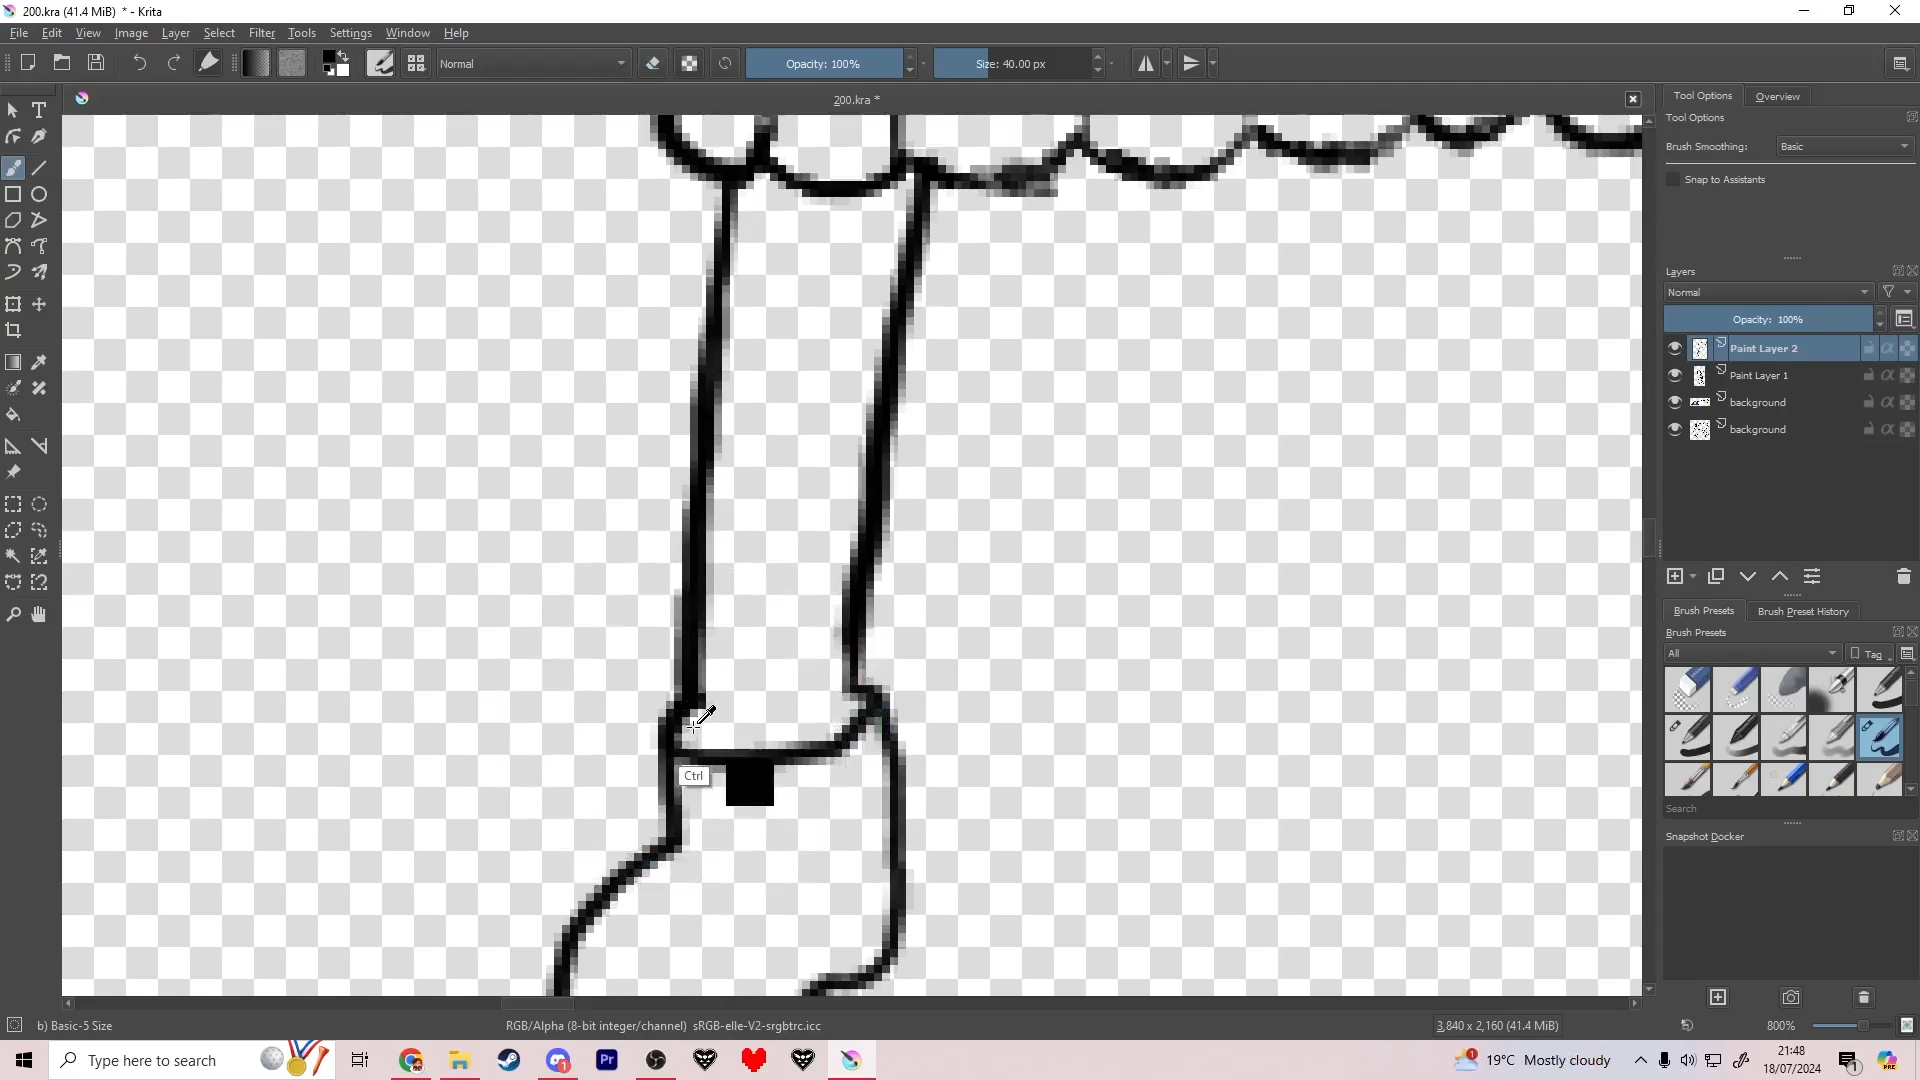 200.kra (41.4 MiB) * - Krita
File Edit View Image Layer Select Filter Tools Settings Window Help
Normal
Opacity: 100%
Size: 40.00 px
200.kra *
Tool Options
Overview
Tool Options
Brush Smoothing:
Basic
Snap to Assistants
Layers
Normal
Opacity: 100%
Paint Layer 2
Paint Layer 1
background
background
Brush Presets
Brush Preset History
Brush Presets
All
Tag
Search
Snapshot Docker
Ctrl
b) Basic-5 Size
RGB/Alpha (8-bit integer/channel) sRGB-elle-V2-srgbtrc.icc
3,840 x 2,160 (41.4 MiB)
800%
Type here to search
19°C Mostly cloudy
21:48
18/07/2024